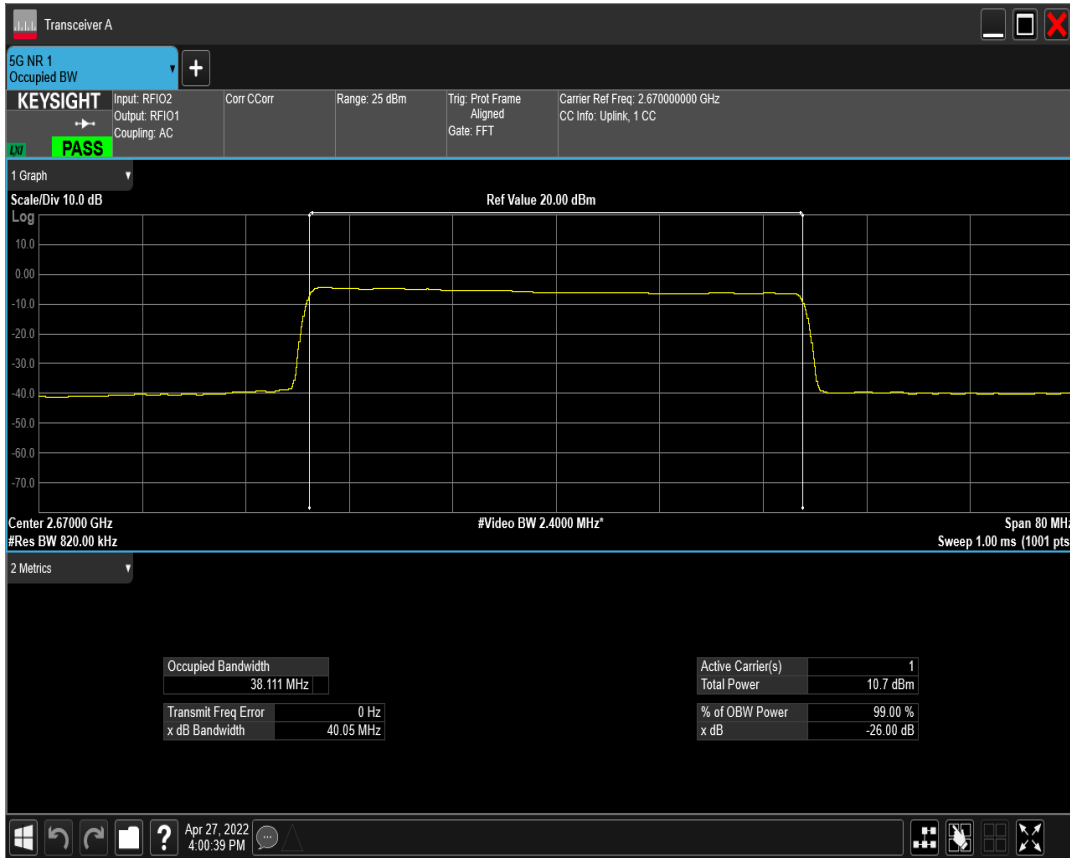 Transceiver A
5G NR 1
Occupied BW
+
KEYSIGHT
Input: RFIO2
Output: RFIO1
Coupling: AC
Corr CCorr
Range: 25 dBm
Trig: Prot Frame
Aligned
Gate: FFT
Carrier Ref Freq: 2.670000000 GHz
CC Info: Uplink, 1 CC
LXI
PASS
1 Graph
Scale/Div 10.0 dB
Ref Value 20.00 dBm
Log
10.0
0.00
-10.0
-20.0
-30.0
-40.0
-50.0
-60.0
-70.0
Center 2.67000 GHz
#Video BW 2.4000 MHz*
Span 80 MHz
#Res BW 820.00 kHz
Sweep 1.00 ms (1001 pts
2 Metrics
Occupied Bandwidth
38.111 MHz
Transmit Freq Error 0 Hz
x dB Bandwidth 40.05 MHz
Active Carrier(s) 1
Total Power 10.7 dBm
% of OBW Power 99.00 %
x dB -26.00 dB
?
Apr 27, 2022
4:00:39 PM